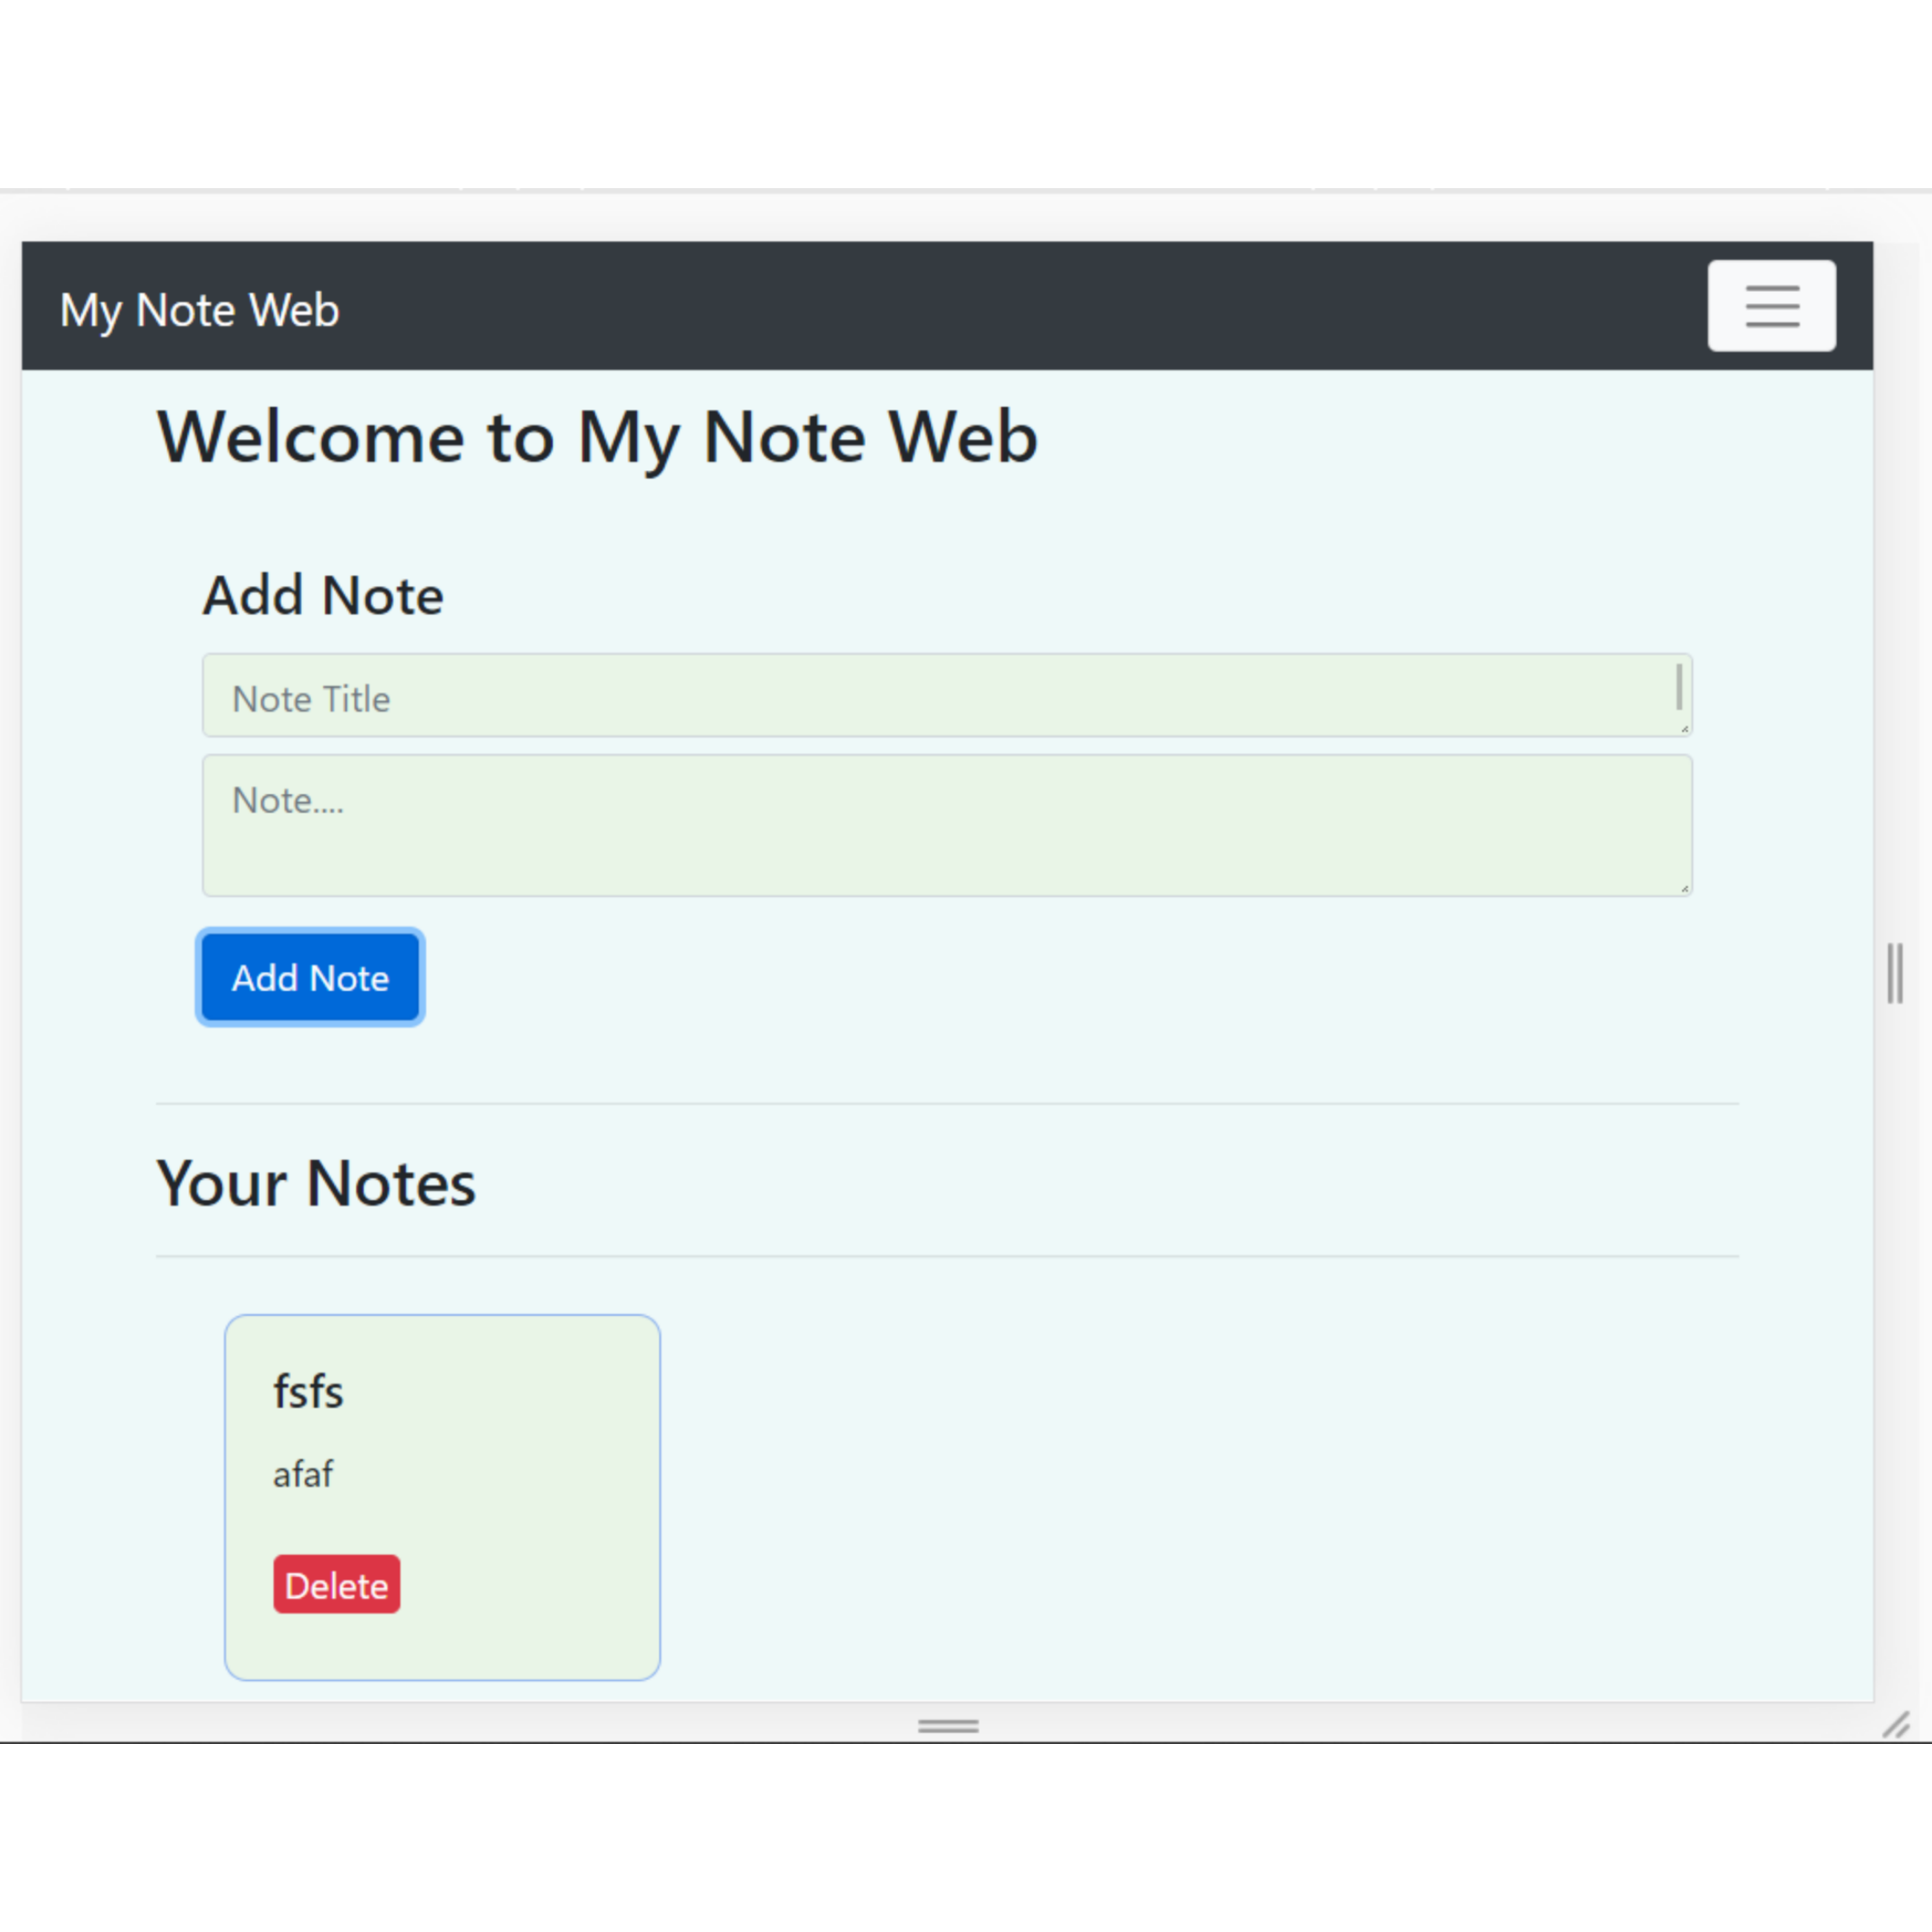 My Note Web
Welcome to My Note Web
Add Note
Note Title
Note....
Add Note
Your Notes
fsfs
afaf
Delete